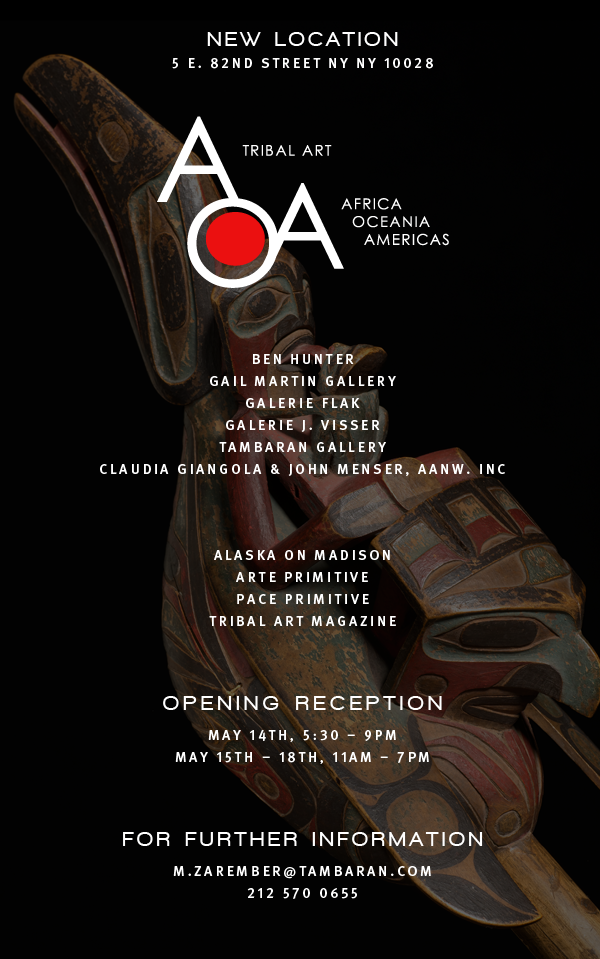 NEW LOCATION
5 E. 82ND STREET NY NY 10028
A TRIBAL ART
OA AFRICA
OCEANIA
AMERICAS
BEN HUNTER
GAIL MARTIN GALLERY
GALERIE FLAK
GALERIE J. VISSER
TAMBARAN GALLERY
CLAUDIA GIANGOLA & JOHN MENSER, AANW. INC
ALASKA ON MADISON
ARTE PRIMITIVE
PACE PRIMITIVE
TRIBAL ART MAGAZINE
OPENING RECEPTION
MAY 14TH, 5:30 – 9PM
MAY 15TH – 18TH, 11AM – 7PM
FOR FURTHER INFORMATION
M.ZAREMBER@TAMBARAN.COM
212 570 0655